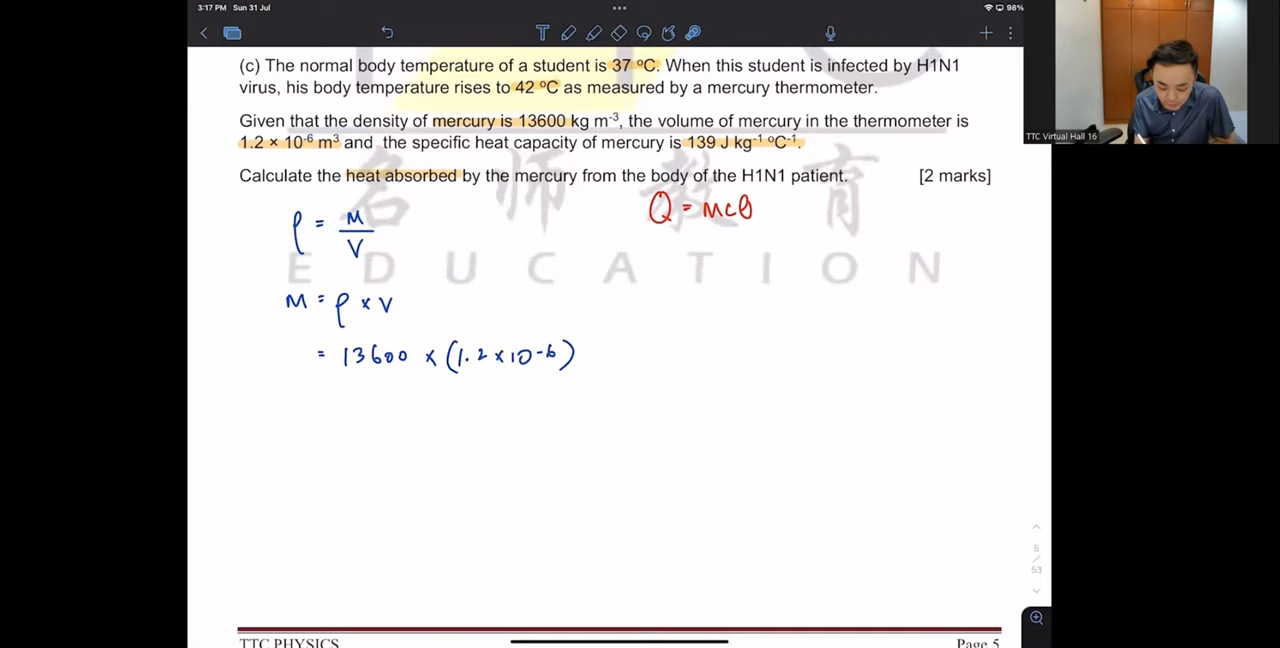 3:17 PM Sun 31 Jul
98%
(c) The normal body temperature of a student is 37 ºC. When this student is infected by H1N1
virus, his body temperature rises to 42 ºC as measured by a mercury thermometer.
Given that the density of mercury is 13600 kg m⁻³, the volume of mercury in the thermometer is
1.2 × 10⁻⁶ m³ and the specific heat capacity of mercury is 139 J kg⁻¹ ºC⁻¹.
Calculate the heat absorbed by the mercury from the body of the H1N1 patient. [2 marks]
Q = mcθ
ρ = M / V
名师教育
EDUCATION
M = ρ × V
= 13600 × (1.2 × 10⁻⁶)
TTC Virtual Hall 16
5
/
53
TTC PHYSICS Page 5